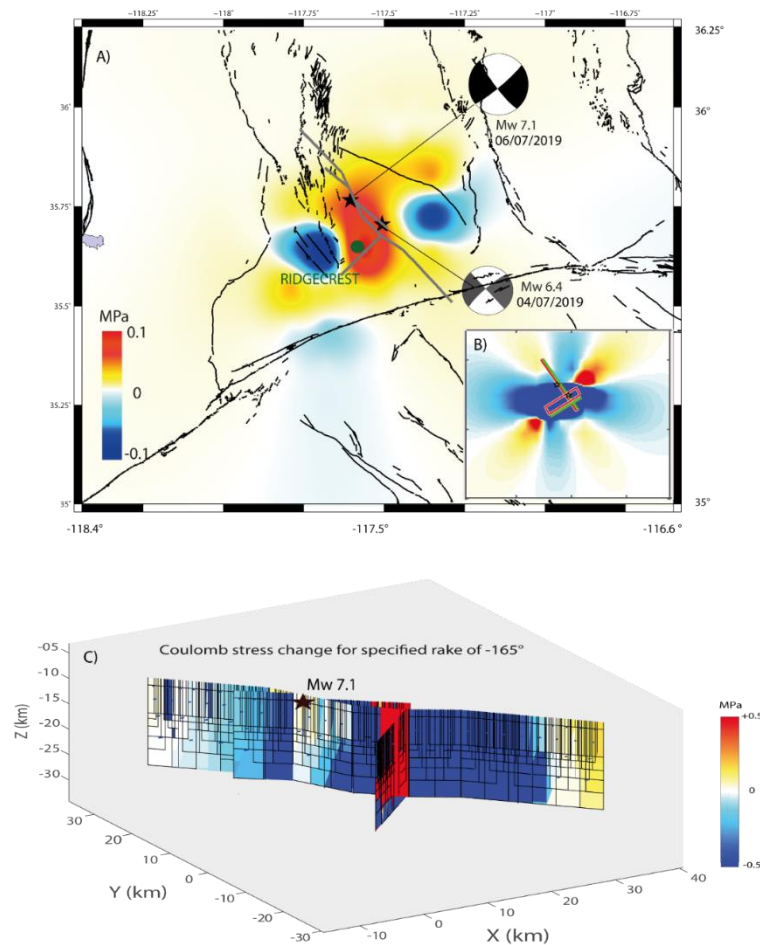 -118.25° -117.75° -117.5° -117.25° -116.75°
A)
36.25°
36° 36°
Mw 7.1
06/07/2019
35.75° 35.75°
RIDGECREST
Mw 6.4
04/07/2019
35.5° 35.5°
MPa
0.1
0
-0.1
B)
35.25° 35.25°
35° 35°
-118.4° -117.5° -116.6°
C)
Coulomb stress change for specified rake of -165°
Mw 7.1
-05
-10
-15
-20
-25
-30
Z (km)
30
20
10
0
-10
-20
-30
Y (km)
-10
0
10
20
30
40
X (km)
MPa
+0.5
0
-0.5